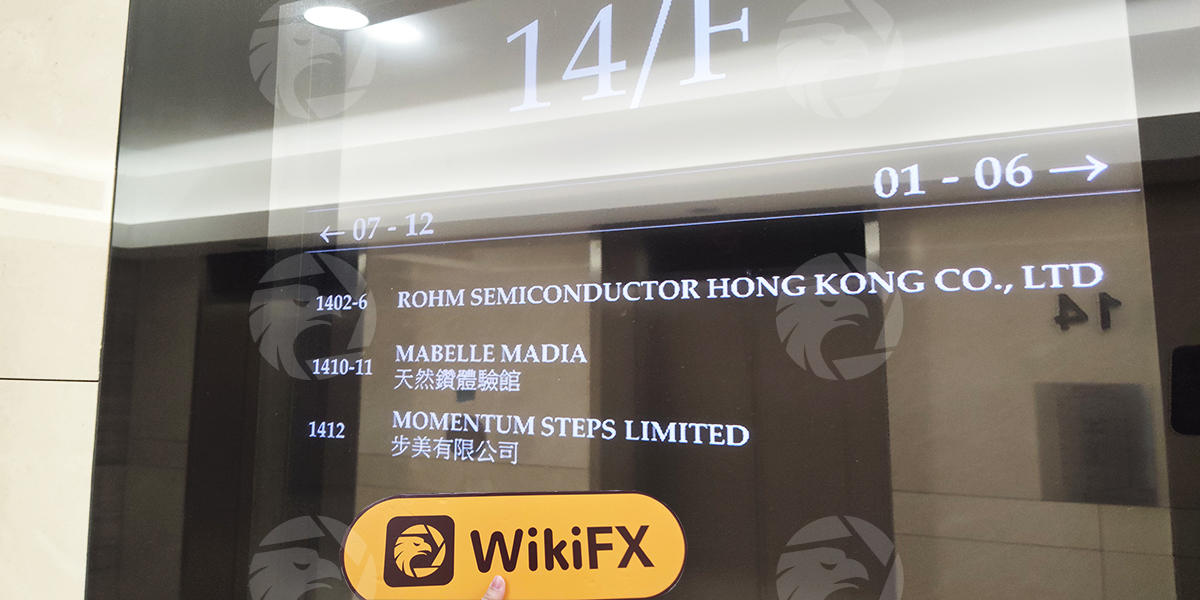 14/F
01 - 06 →
← 07 - 12
1402-6 ROHM SEMICONDUCTOR HONG KONG CO., LTD
1410-11 MABELLE MADIA
天然鑽體驗館
1412 MOMENTUM STEPS LIMITED
步美有限公司
14
WikiFX